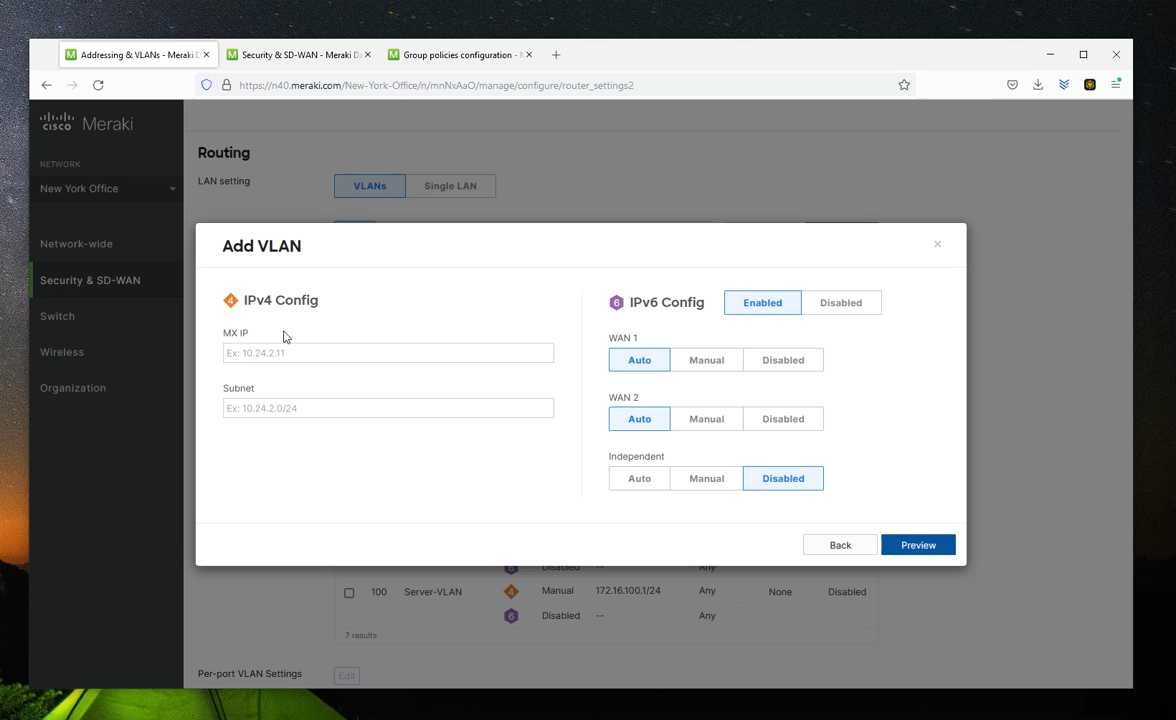 Addressing & VLANs - Meraki D
Security & SD-WAN - Meraki D
Group policies configuration -
https://n40.meraki.com/New-York-Office/n/mnNxAaO/manage/configure/router_settings2
CISCO Meraki
NETWORK
New York Office
Network-wide
Security & SD-WAN
Switch
Wireless
Organization
Routing
LAN setting
VLANs
Single LAN
Add VLAN
4 IPv4 Config
MX IP
Ex: 10.24.2.11
Subnet
Ex: 10.24.2.0/24
6 IPv6 Config
Enabled
Disabled
WAN 1
Auto
Manual
Disabled
WAN 2
Auto
Manual
Disabled
Independent
Auto
Manual
Disabled
Back
Preview
6 Disabled -- Any
100 Server-VLAN 4 Manual 172.16.100.1/24 Any None Disabled
6 Disabled -- Any
7 results
Per-port VLAN Settings
Edit